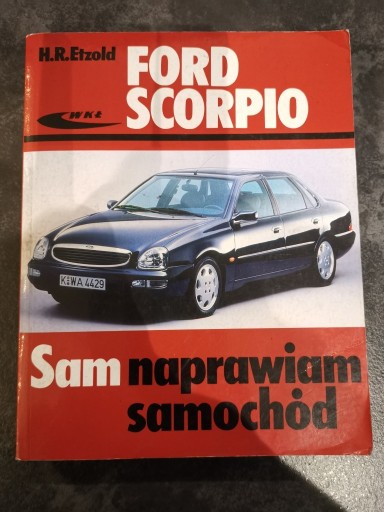 H.R.Etzold
FORD
SCORPIO
WKŁ
K·WA 4429
Sam naprawiam
samochód